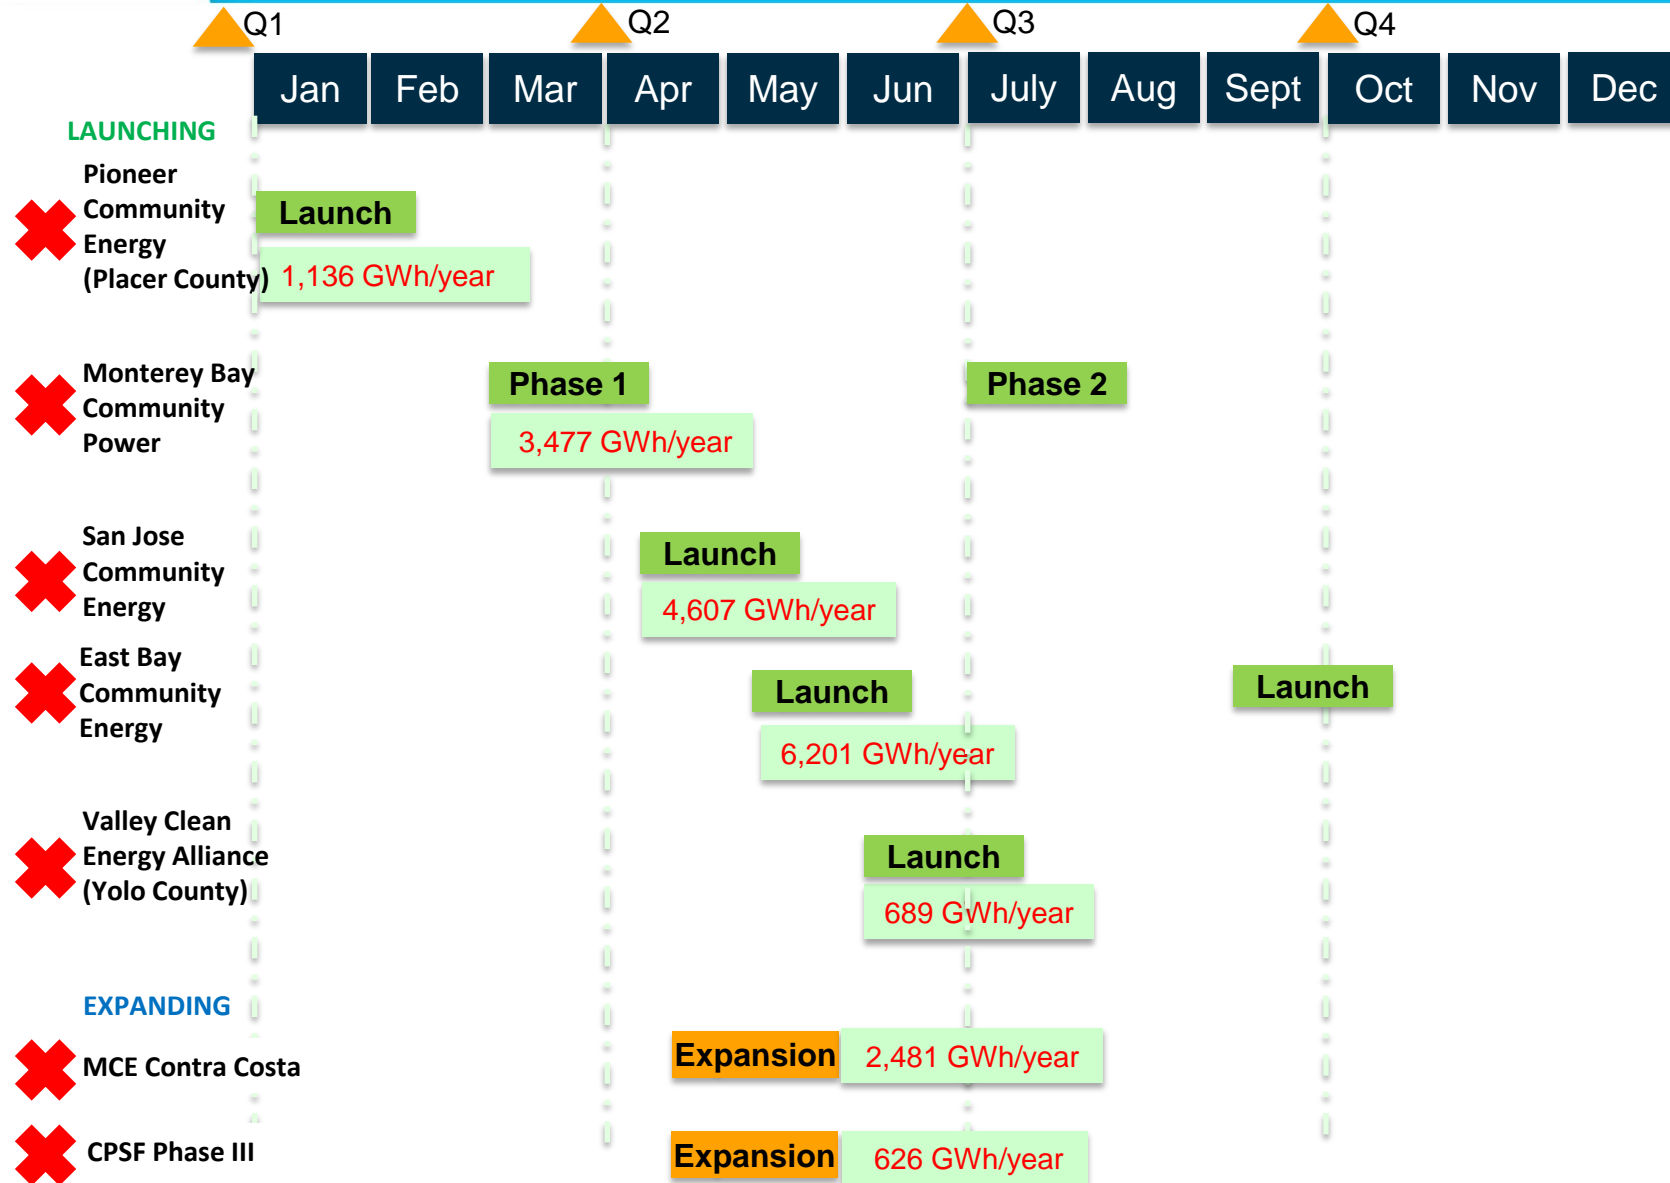 Q1 Q2 Q3 Q4
Jan Feb Mar Apr May Jun July Aug Sept Oct Nov Dec
LAUNCHING
Pioneer
Community
Energy
(Placer County)
Launch
1,136 GWh/year
Monterey Bay
Community
Power
Phase 1
Phase 2
3,477 GWh/year
San Jose
Community
Energy
Launch
4,607 GWh/year
East Bay
Community
Energy
Launch
Launch
6,201 GWh/year
Valley Clean
Energy Alliance
(Yolo County)
Launch
689 GWh/year
EXPANDING
MCE Contra Costa
Expansion
2,481 GWh/year
CPSF Phase III
Expansion
626 GWh/year